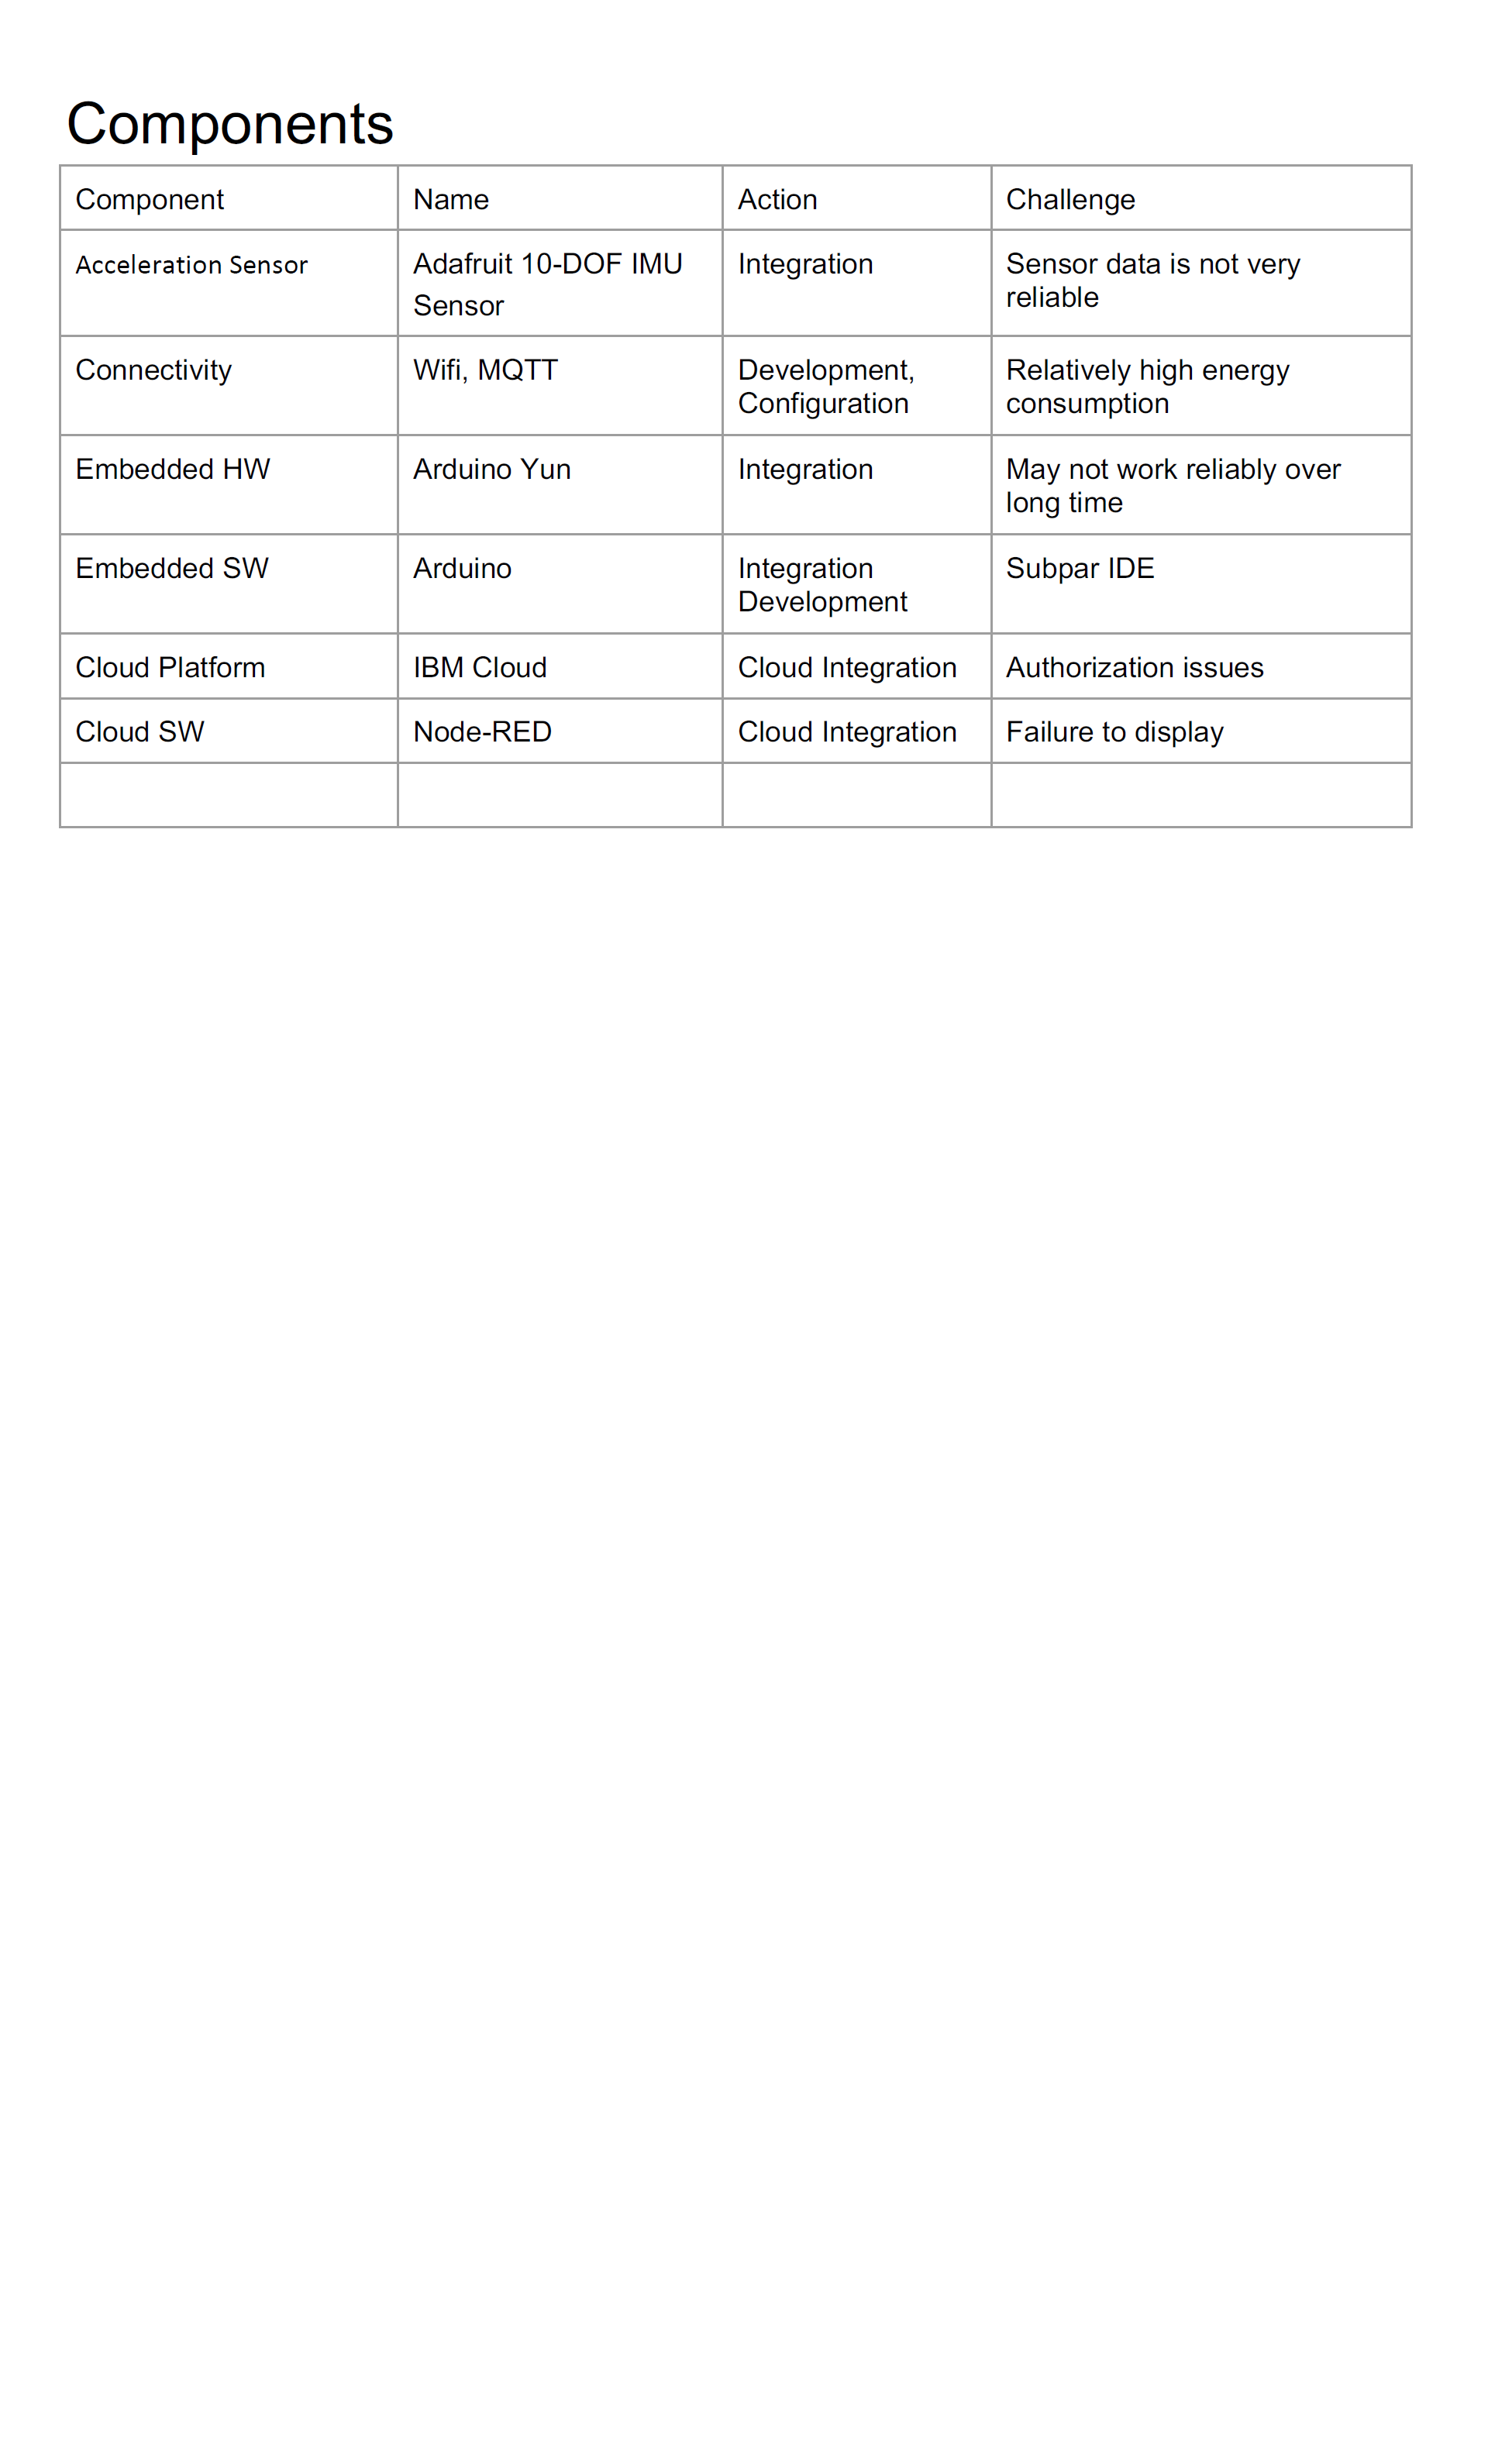 Components
Component Name Action Challenge
Acceleration Sensor Adafruit 10-DOF IMU Integration Sensor data is not very
Sensor reliable
Connectivity Wifi, MQTT Development, Relatively high energy
Configuration consumption
Embedded HW Arduino Yun Integration May not work reliably over
long time
Embedded SW Arduino Integration Subpar IDE
Development
Cloud Platform IBM Cloud Cloud Integration Authorization issues
Cloud SW Node-RED Cloud Integration Failure to display